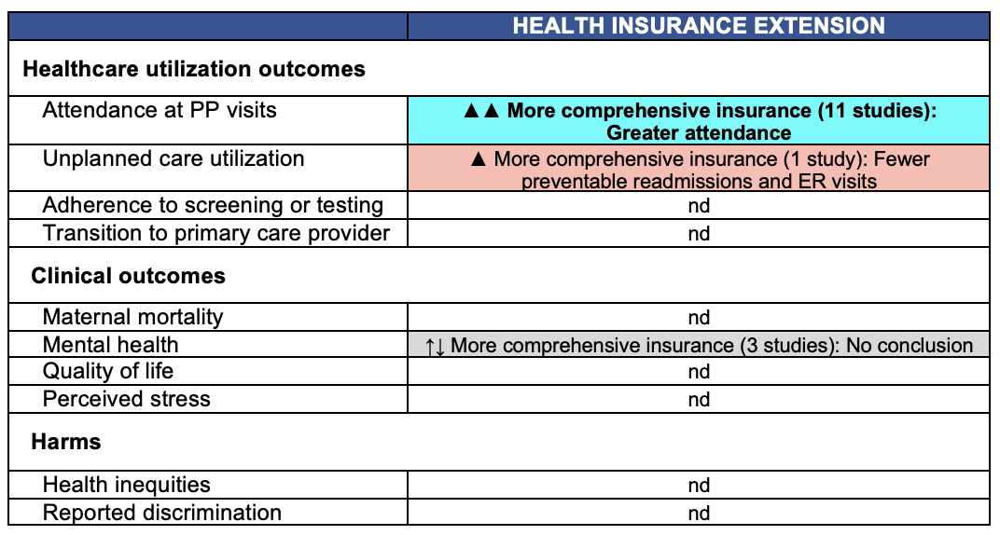 HEALTH INSURANCE EXTENSION
Healthcare utilization outcomes
Attendance at PP visits
▲▲ More comprehensive insurance (11 studies):
Greater attendance
Unplanned care utilization
▲ More comprehensive insurance (1 study): Fewer
preventable readmissions and ER visits
Adherence to screening or testing
nd
Transition to primary care provider
nd
Clinical outcomes
Maternal mortality
nd
Mental health
↑↓ More comprehensive insurance (3 studies): No conclusion
Quality of life
nd
Perceived stress
nd
Harms
Health inequities
nd
Reported discrimination
nd